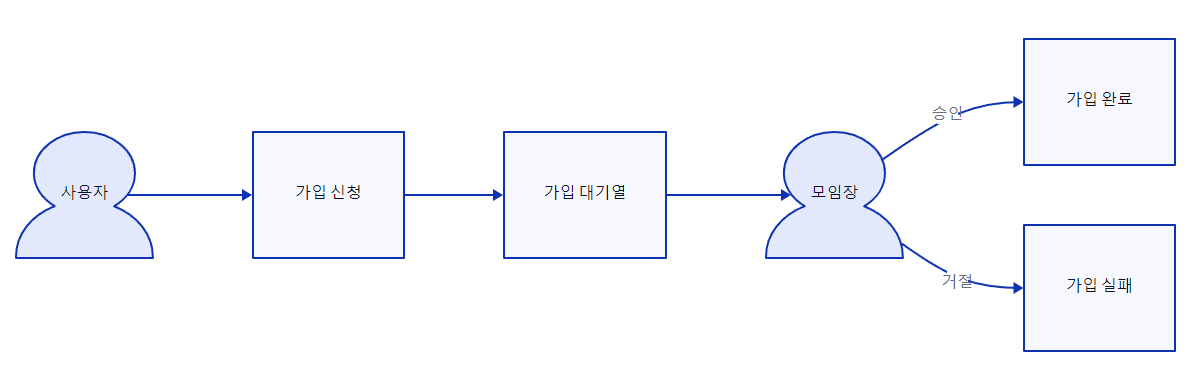 사용자
가입 신청
가입 대기열
모임장
승인
가입 완료
거절
가입 실패